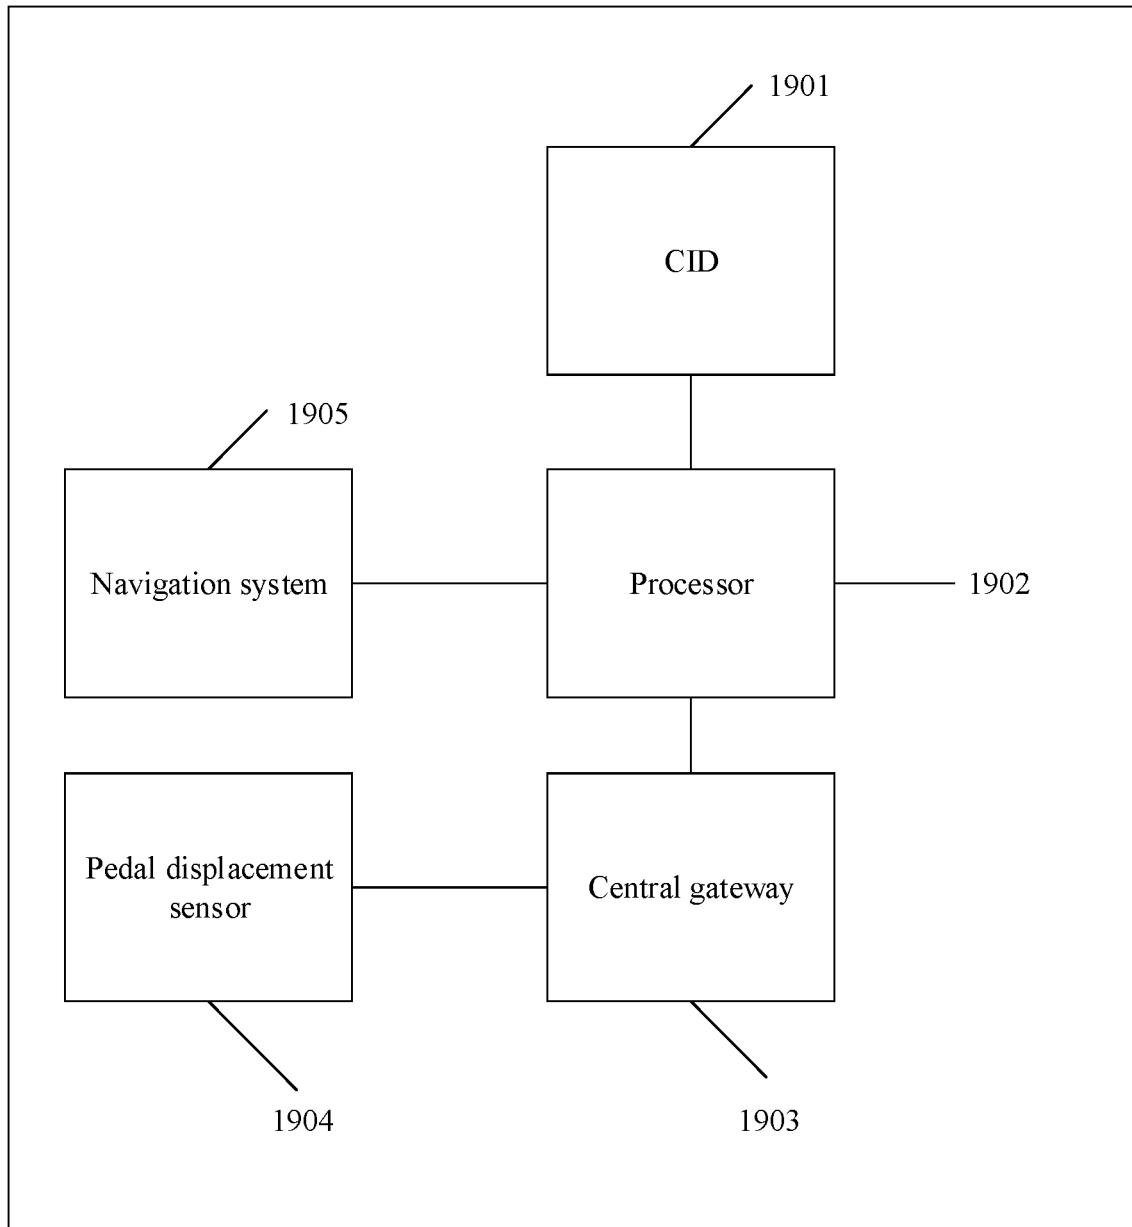 1901
CID
1905
Navigation system
Processor
1902
Pedal displacement
sensor
Central gateway
1904
1903